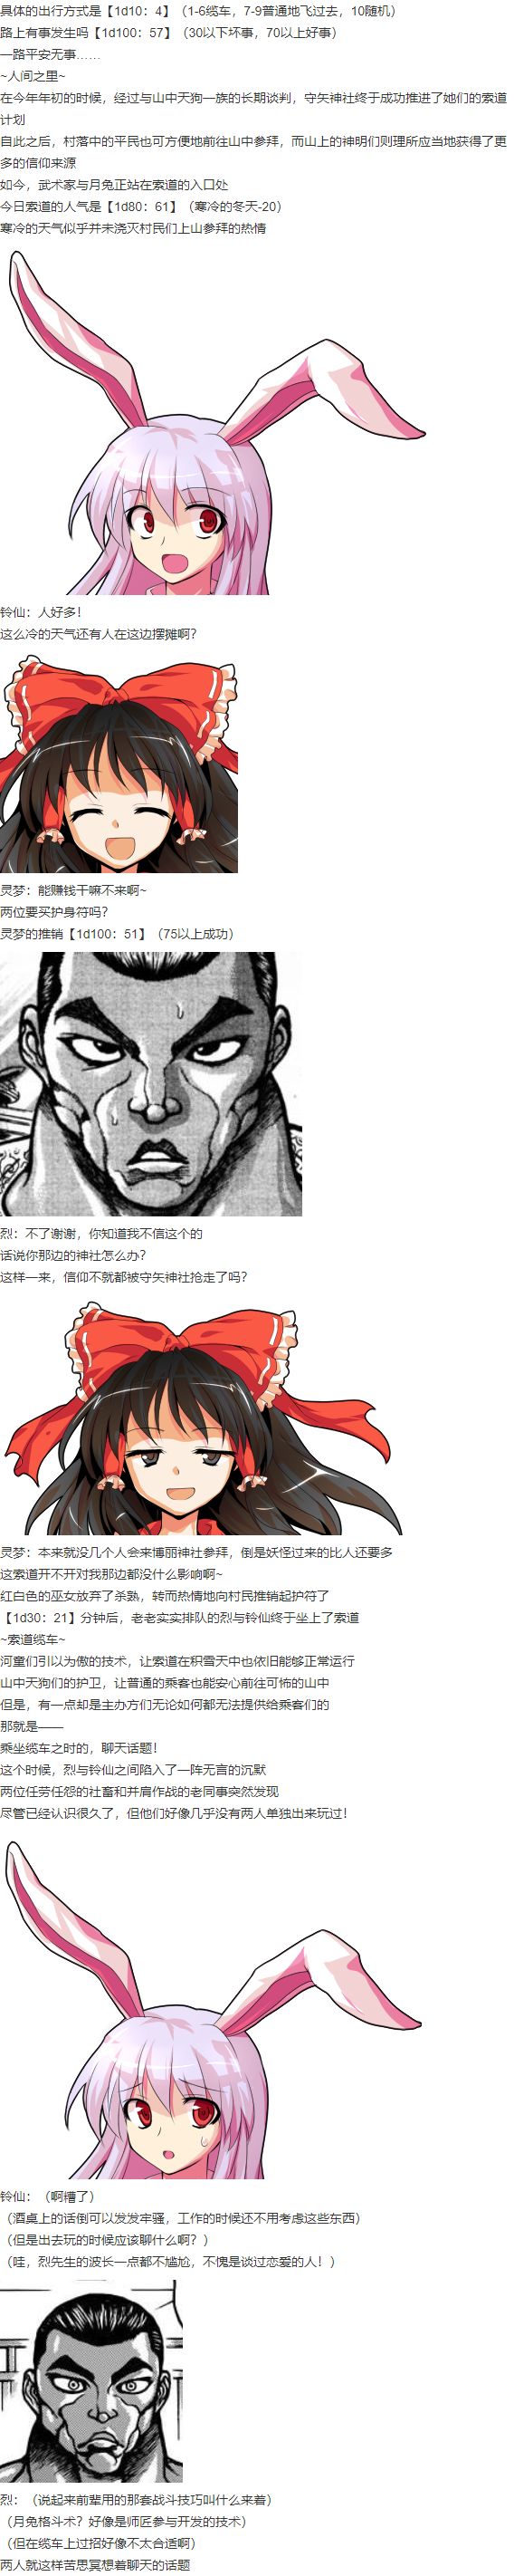 具体的出行方式是【1d10：4】（1-6缆车，7-9普通地飞过去，10随机）
路上有事发生吗【1d100：57】（30以下坏事，70以上好事）
一路平安无事……
~人间之里~
在今年年初的时候，经过与山中天狗一族的长期谈判，守矢神社终于成功推进了她们的索道
计划
自此之后，村落中的平民也可方便地前往山中参拜，而山上的神明们则理所应当地获得了更
多的信仰来源
如今，武术家与月兔正站在索道的入口处
今日索道的人气是【1d80：61】（寒冷的冬天-20）
寒冷的天气似乎并未浇灭村民们上山参拜的热情
铃仙：人好多！
这么冷的天气还有人在这边摆摊啊？
灵梦：能赚钱干嘛不来啊~
两位要买护身符吗？
灵梦的推销【1d100：51】（75以上成功）
烈：不了谢谢，你知道我不信这个的
话说你那边的神社怎么办？
这样一来，信仰不就都被守矢神社抢走了吗？
灵梦：本来就没几个人会来博丽神社参拜，倒是妖怪过来的比人还要多
这索道开不开对我那边都没什么影响啊~
红白色的巫女放弃了杀熟，转而热情地向村民推销起护符了
【1d30：21】分钟后，老老实实排队的烈与铃仙终于坐上了索道
~索道缆车~
河童们引以为傲的技术，让索道在积雪天中也依旧能够正常运行
山中天狗们的护卫，让普通的乘客也能安心前往可怖的山中
但是，有一点却是主办方们无论如何都无法提供给乘客们的
那就是——
乘坐缆车之时的，聊天话题！
这个时候，烈与铃仙之间陷入了一阵无言的沉默
两位任劳任怨的社畜和并肩作战的老同事突然发现
尽管已经认识很久了，但他们好像几乎没有两人单独出来玩过！
铃仙：（啊糟了）
（酒桌上的话倒可以发发牢骚，工作的时候还不用考虑这些东西）
（但是出去玩的时候应该聊什么啊？）
（哇，烈先生的波长一点都不尴尬，不愧是谈过恋爱的人！）
烈：（说起来前辈用的那套战斗技巧叫什么来着）
（月兔格斗术？好像是师匠参与开发的技术）
（但在缆车上过招好像不太合适啊）
两人就这样苦思冥想着聊天的话题